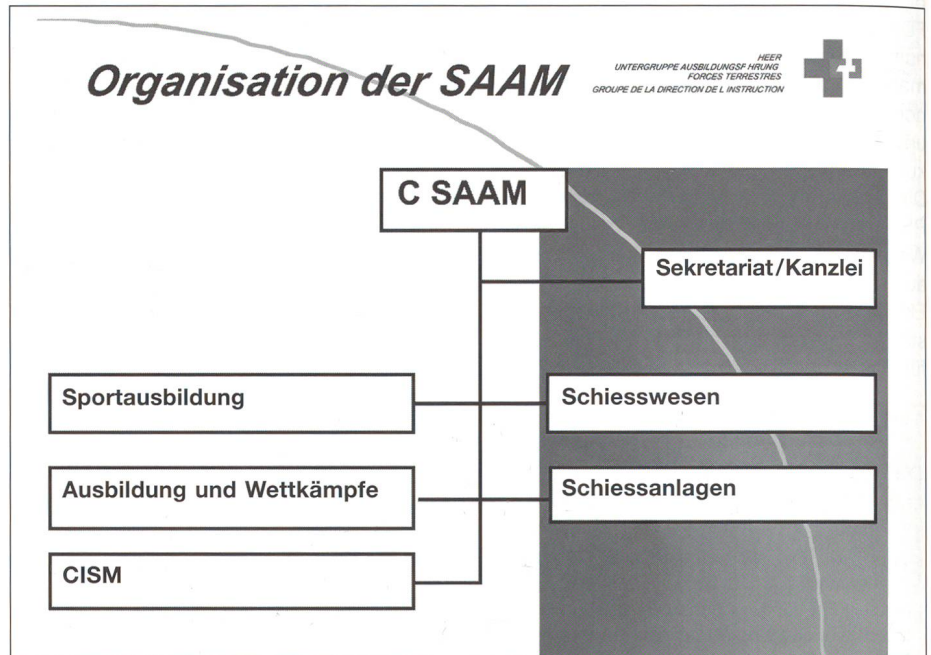 Organisation der SAAM
HEER
UNTERGRUPPE AUSBILDUNGSF HRUNG
FORCES TERRESTRES
GROUPE DE LA DIRECTION DE L INSTRUCTION
C SAAM
Sekretariat/Kanzlei
Sportausbildung
Schiesswesen
Ausbildung und Wettkämpfe
Schiessanlagen
CISM